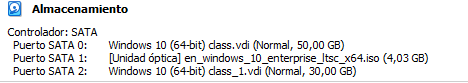 Almacenamiento
Controlador: SATA
Puerto SATA 0: Windows 10 (64-bit) class.vdi (Normal, 50,00 GB)
Puerto SATA 1: [Unidad óptica] en_windows_10_enterprise_ltsc_x64.iso (4,03 GB)
Puerto SATA 2: Windows 10 (64-bit) class_1.vdi (Normal, 30,00 GB)